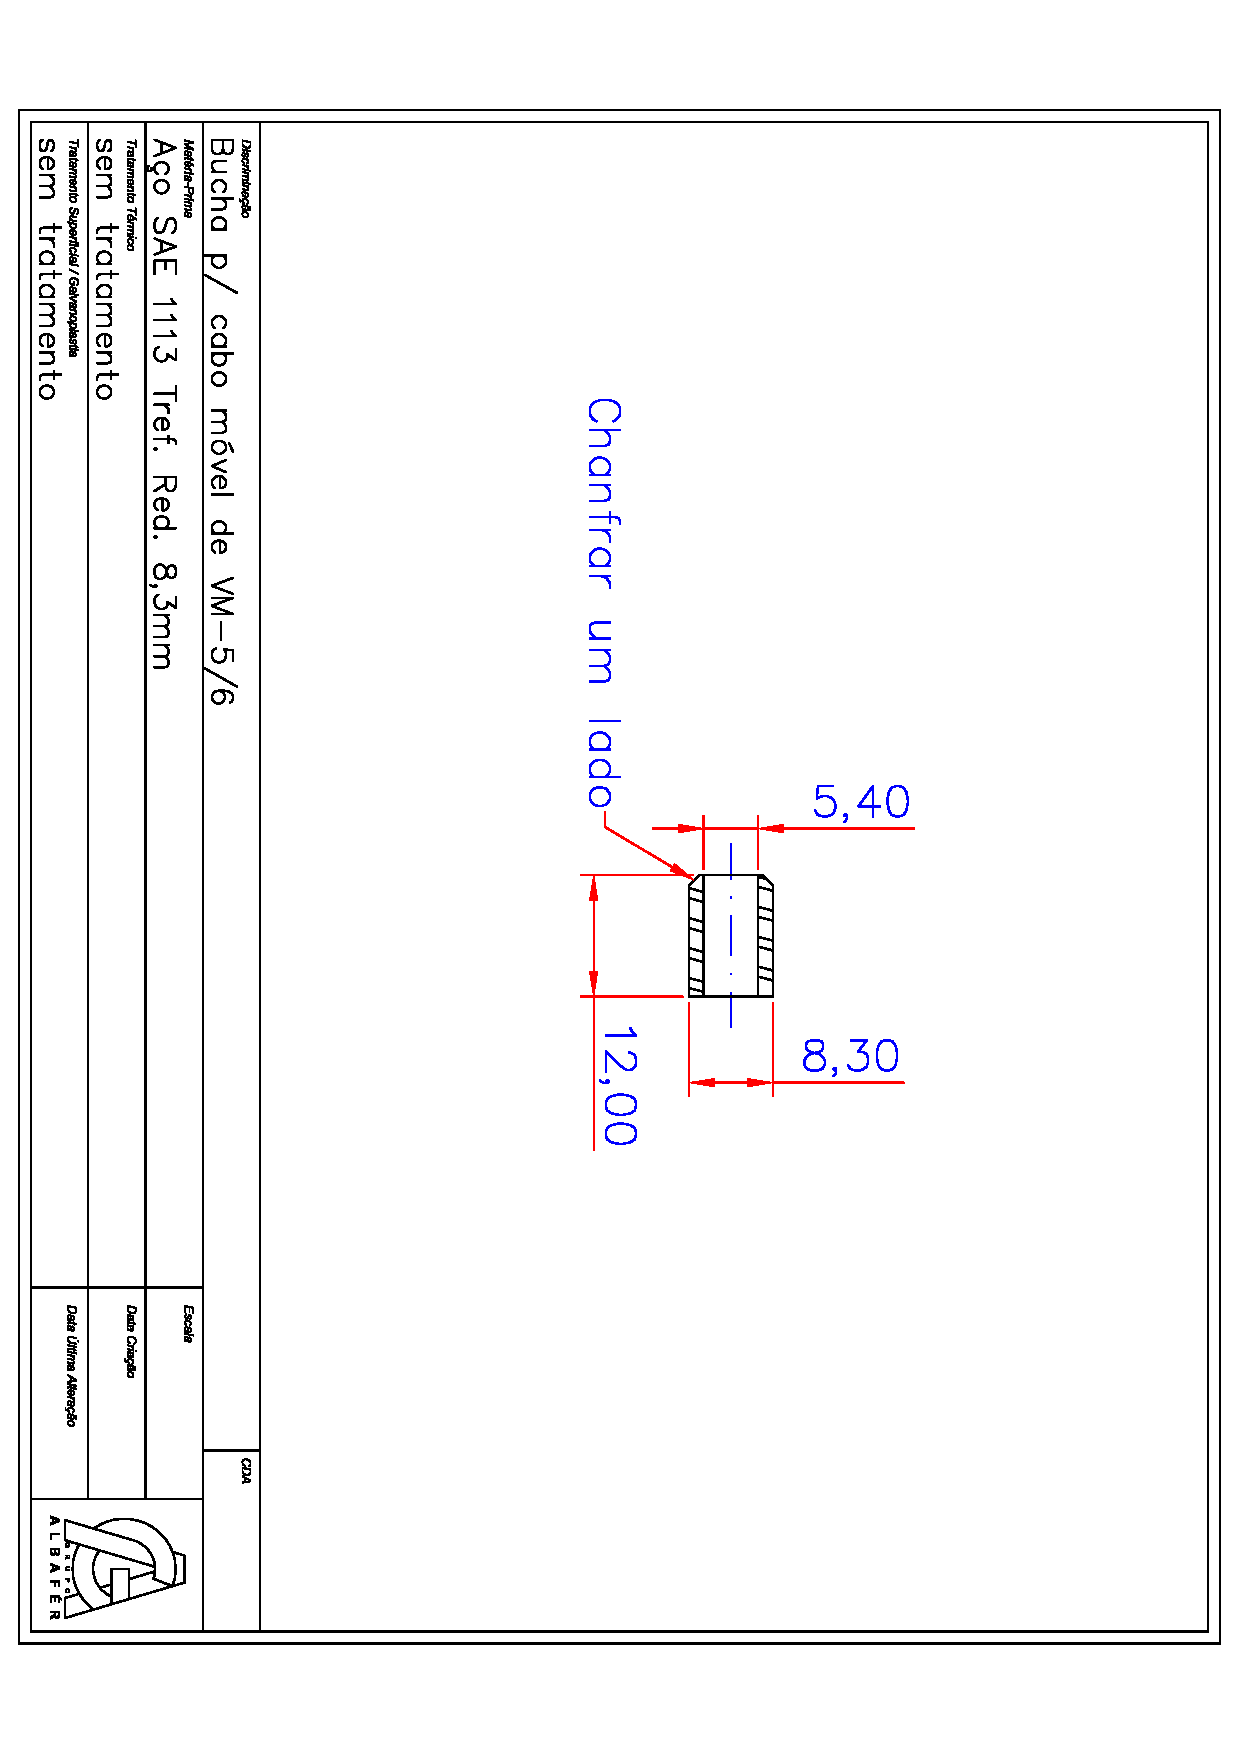 5,40
8,30
12,00
Chanfrar um lado
Discriminação
Bucha p/ cabo móvel de VM-5/6
CDA
Matéria-Prima
Aço SAE 1113 Tref. Red. 8,3mm
Escala
Tratamento Térmico
sem tratamento
Data Criação
Tratamento Superficial / Galvanoplastia
sem tratamento
Data Última Alteração
GRUPO
ALBAFÉR